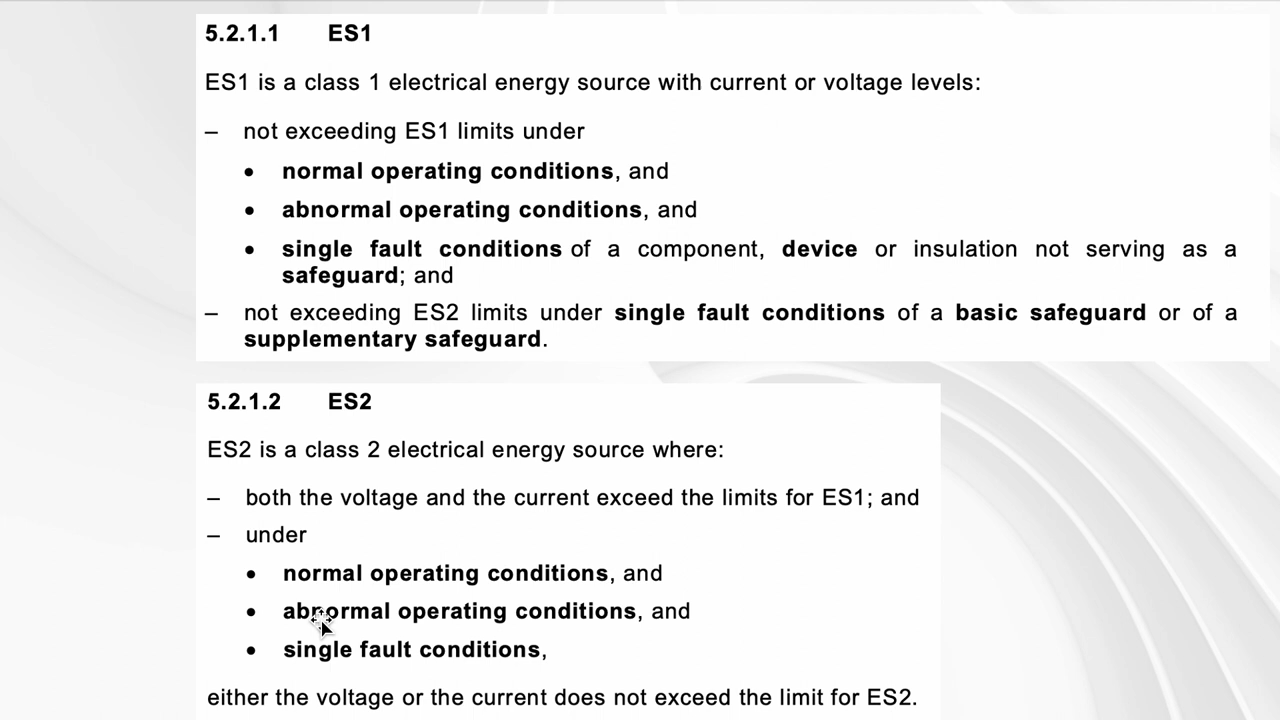 5.2.1.1 ES1
ES1 is a class 1 electrical energy source with current or voltage levels:
– not exceeding ES1 limits under
• normal operating conditions, and
• abnormal operating conditions, and
• single fault conditions of a component, device or insulation not serving as a
safeguard; and
– not exceeding ES2 limits under single fault conditions of a basic safeguard or of a
supplementary safeguard.
5.2.1.2 ES2
ES2 is a class 2 electrical energy source where:
– both the voltage and the current exceed the limits for ES1; and
– under
• normal operating conditions, and
• abnormal operating conditions, and
• single fault conditions,
either the voltage or the current does not exceed the limit for ES2.